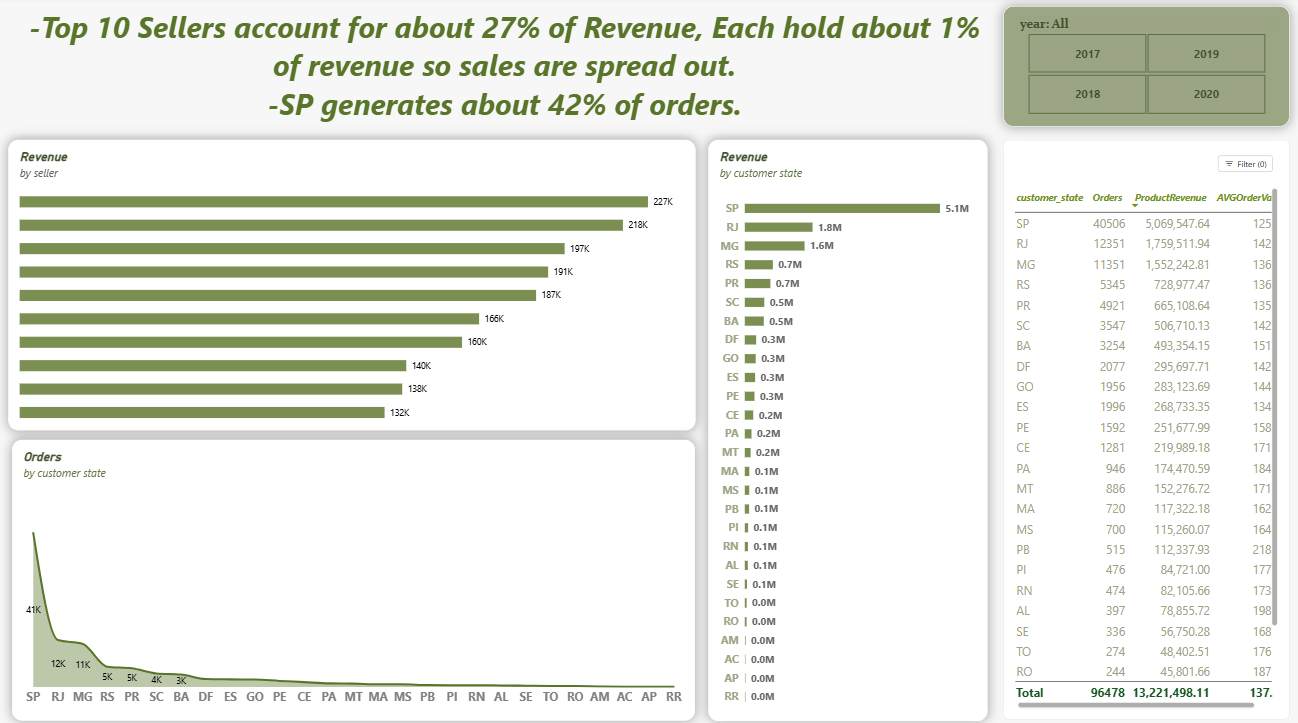 -Top 10 Sellers account for about 27% of Revenue, Each hold about 1%
of revenue so sales are spread out.
-SP generates about 42% of orders.
year: All
2017 2019
2018 2020
Revenue
by seller
227K
218K
197K
191K
187K
166K
160K
140K
138K
132K
Orders
by customer state
41K
12K 11K 5K 5K 4K 3K
SP RJ MG RS PR SC BA DF ES GO PE CE PA MT MA MS PB PI RN AL SE TO RO AM AC AP RR
Revenue
by customer state
SP 5.1M
RJ 1.8M
MG 1.6M
RS 0.7M
PR 0.7M
SC 0.5M
BA 0.5M
DF 0.3M
GO 0.3M
ES 0.3M
PE 0.3M
CE 0.2M
PA 0.2M
MT 0.2M
MA 0.1M
MS 0.1M
PB 0.1M
PI 0.1M
RN 0.1M
AL 0.1M
SE 0.1M
TO 0.0M
RO 0.0M
AM 0.0M
AC 0.0M
AP 0.0M
RR 0.0M
Filter (0)
customer_state Orders ProductRevenue AVGOrderVa
SP 40506 5,069,547.64 125
RJ 12351 1,759,511.94 142
MG 11351 1,552,242.81 136
RS 5345 728,977.47 136
PR 4921 665,108.64 135
SC 3547 506,710.13 142
BA 3254 493,354.15 151
DF 2077 295,697.71 142
GO 1956 283,123.69 144
ES 1996 268,733.35 134
PE 1592 251,677.99 158
CE 1281 219,989.18 171
PA 946 174,470.59 184
MT 886 152,276.72 171
MA 720 117,322.18 162
MS 700 115,260.07 164
PB 515 112,337.93 218
PI 476 84,721.00 177
RN 474 82,105.66 173
AL 397 78,855.72 198
SE 336 56,750.28 168
TO 274 48,402.51 176
RO 244 45,801.66 187
Total 96478 13,221,498.11 137.